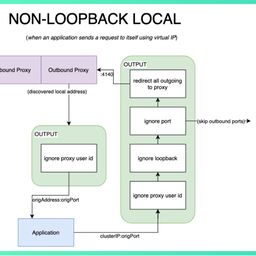 NON-LOOPBACK LOCAL
(when an application sends a request to itself using virtual IP)
OUTPUT
bound Proxy
Outbound Proxy
:4140
redirect all outgoing
to proxy
(discovered local address)
ignore port
(skip outbound ports)
OUTPUT
ignore proxy user id
ignore loopback
ignore proxy user id
origAddress:origPort
Application
clusterIP:origPort